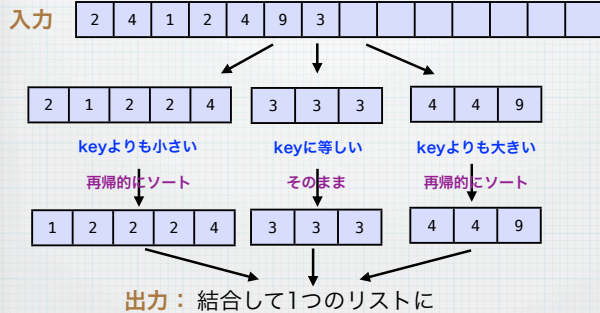 入力 2 4 1 2 4 9 3
2 1 2 2 4 3 3 3 4 4 9
keyよりも小さい keyに等しい keyよりも大きい
再帰的にソート そのまま 再帰的にソート
1 2 2 2 4 3 3 3 4 4 9
出力： 結合して1つのリストに